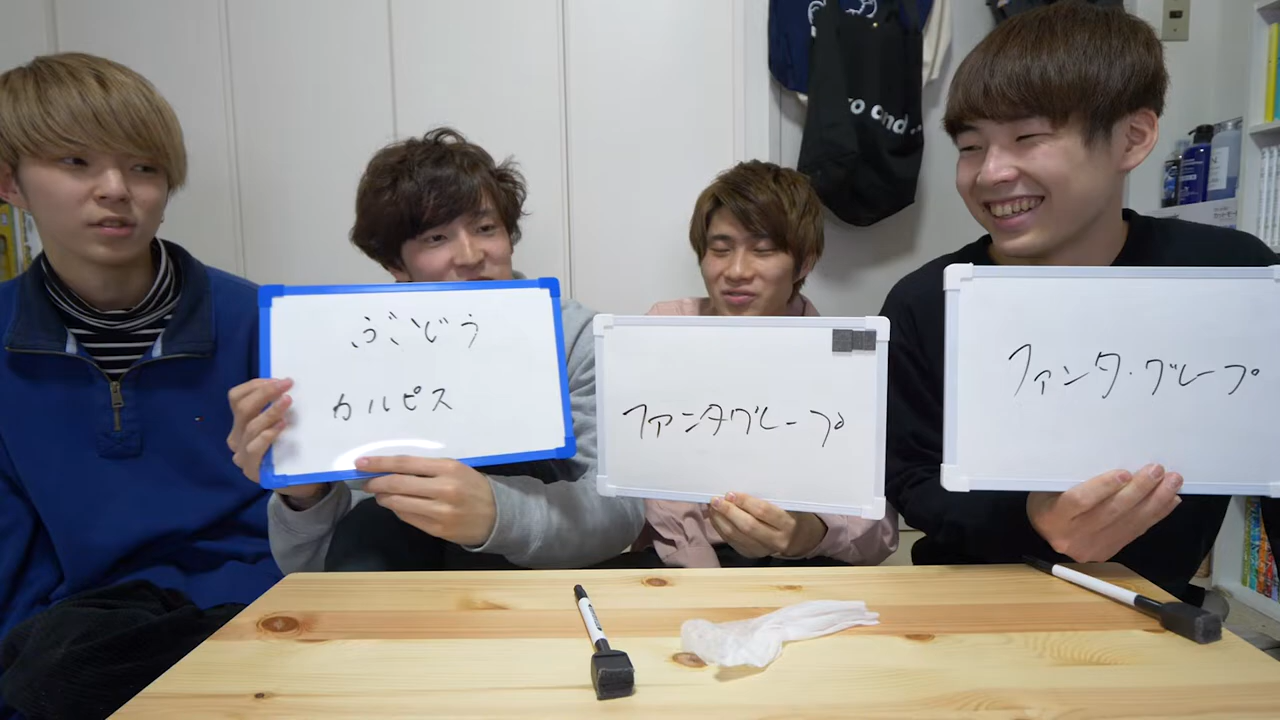 ぶどう
カルピス
ファンタグレープ
ファンタ・グレープ
o and